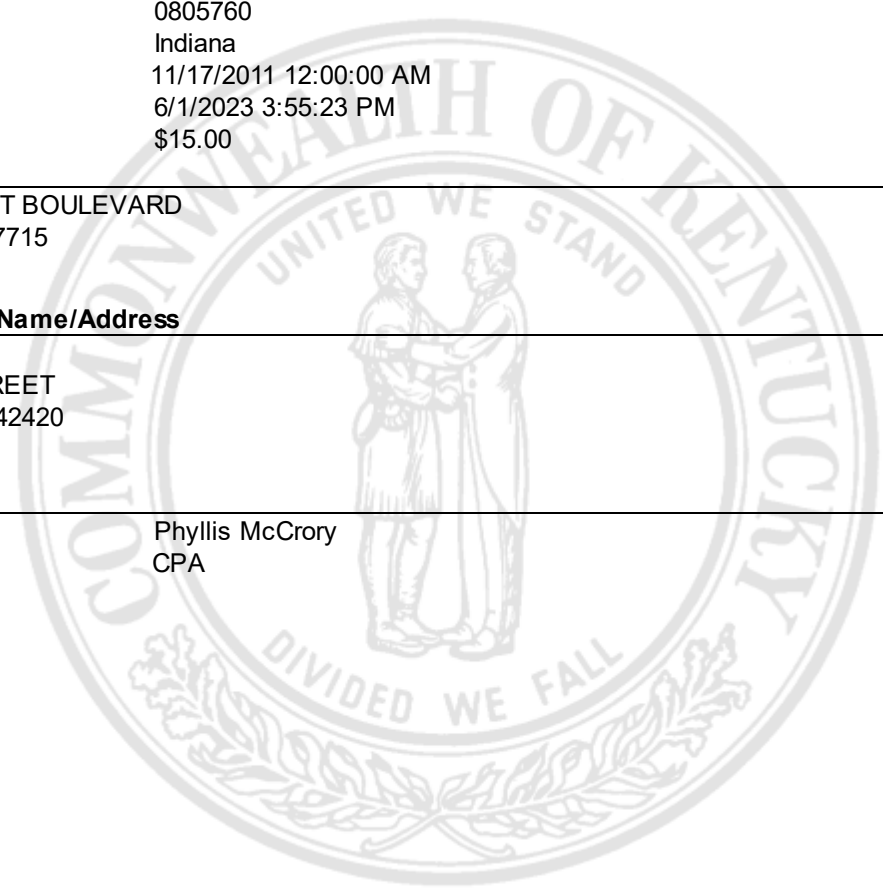 0805760
Indiana
11/17/2011 12:00:00 AM
6/1/2023 3:55:23 PM
$15.00
T BOULEVARD
7715
Name/Address
REET
42420
Phyllis McCrory
CPA
COMMONWEALTH OF KENTUCKY
UNITED WE STAND
DIVIDED WE FALL